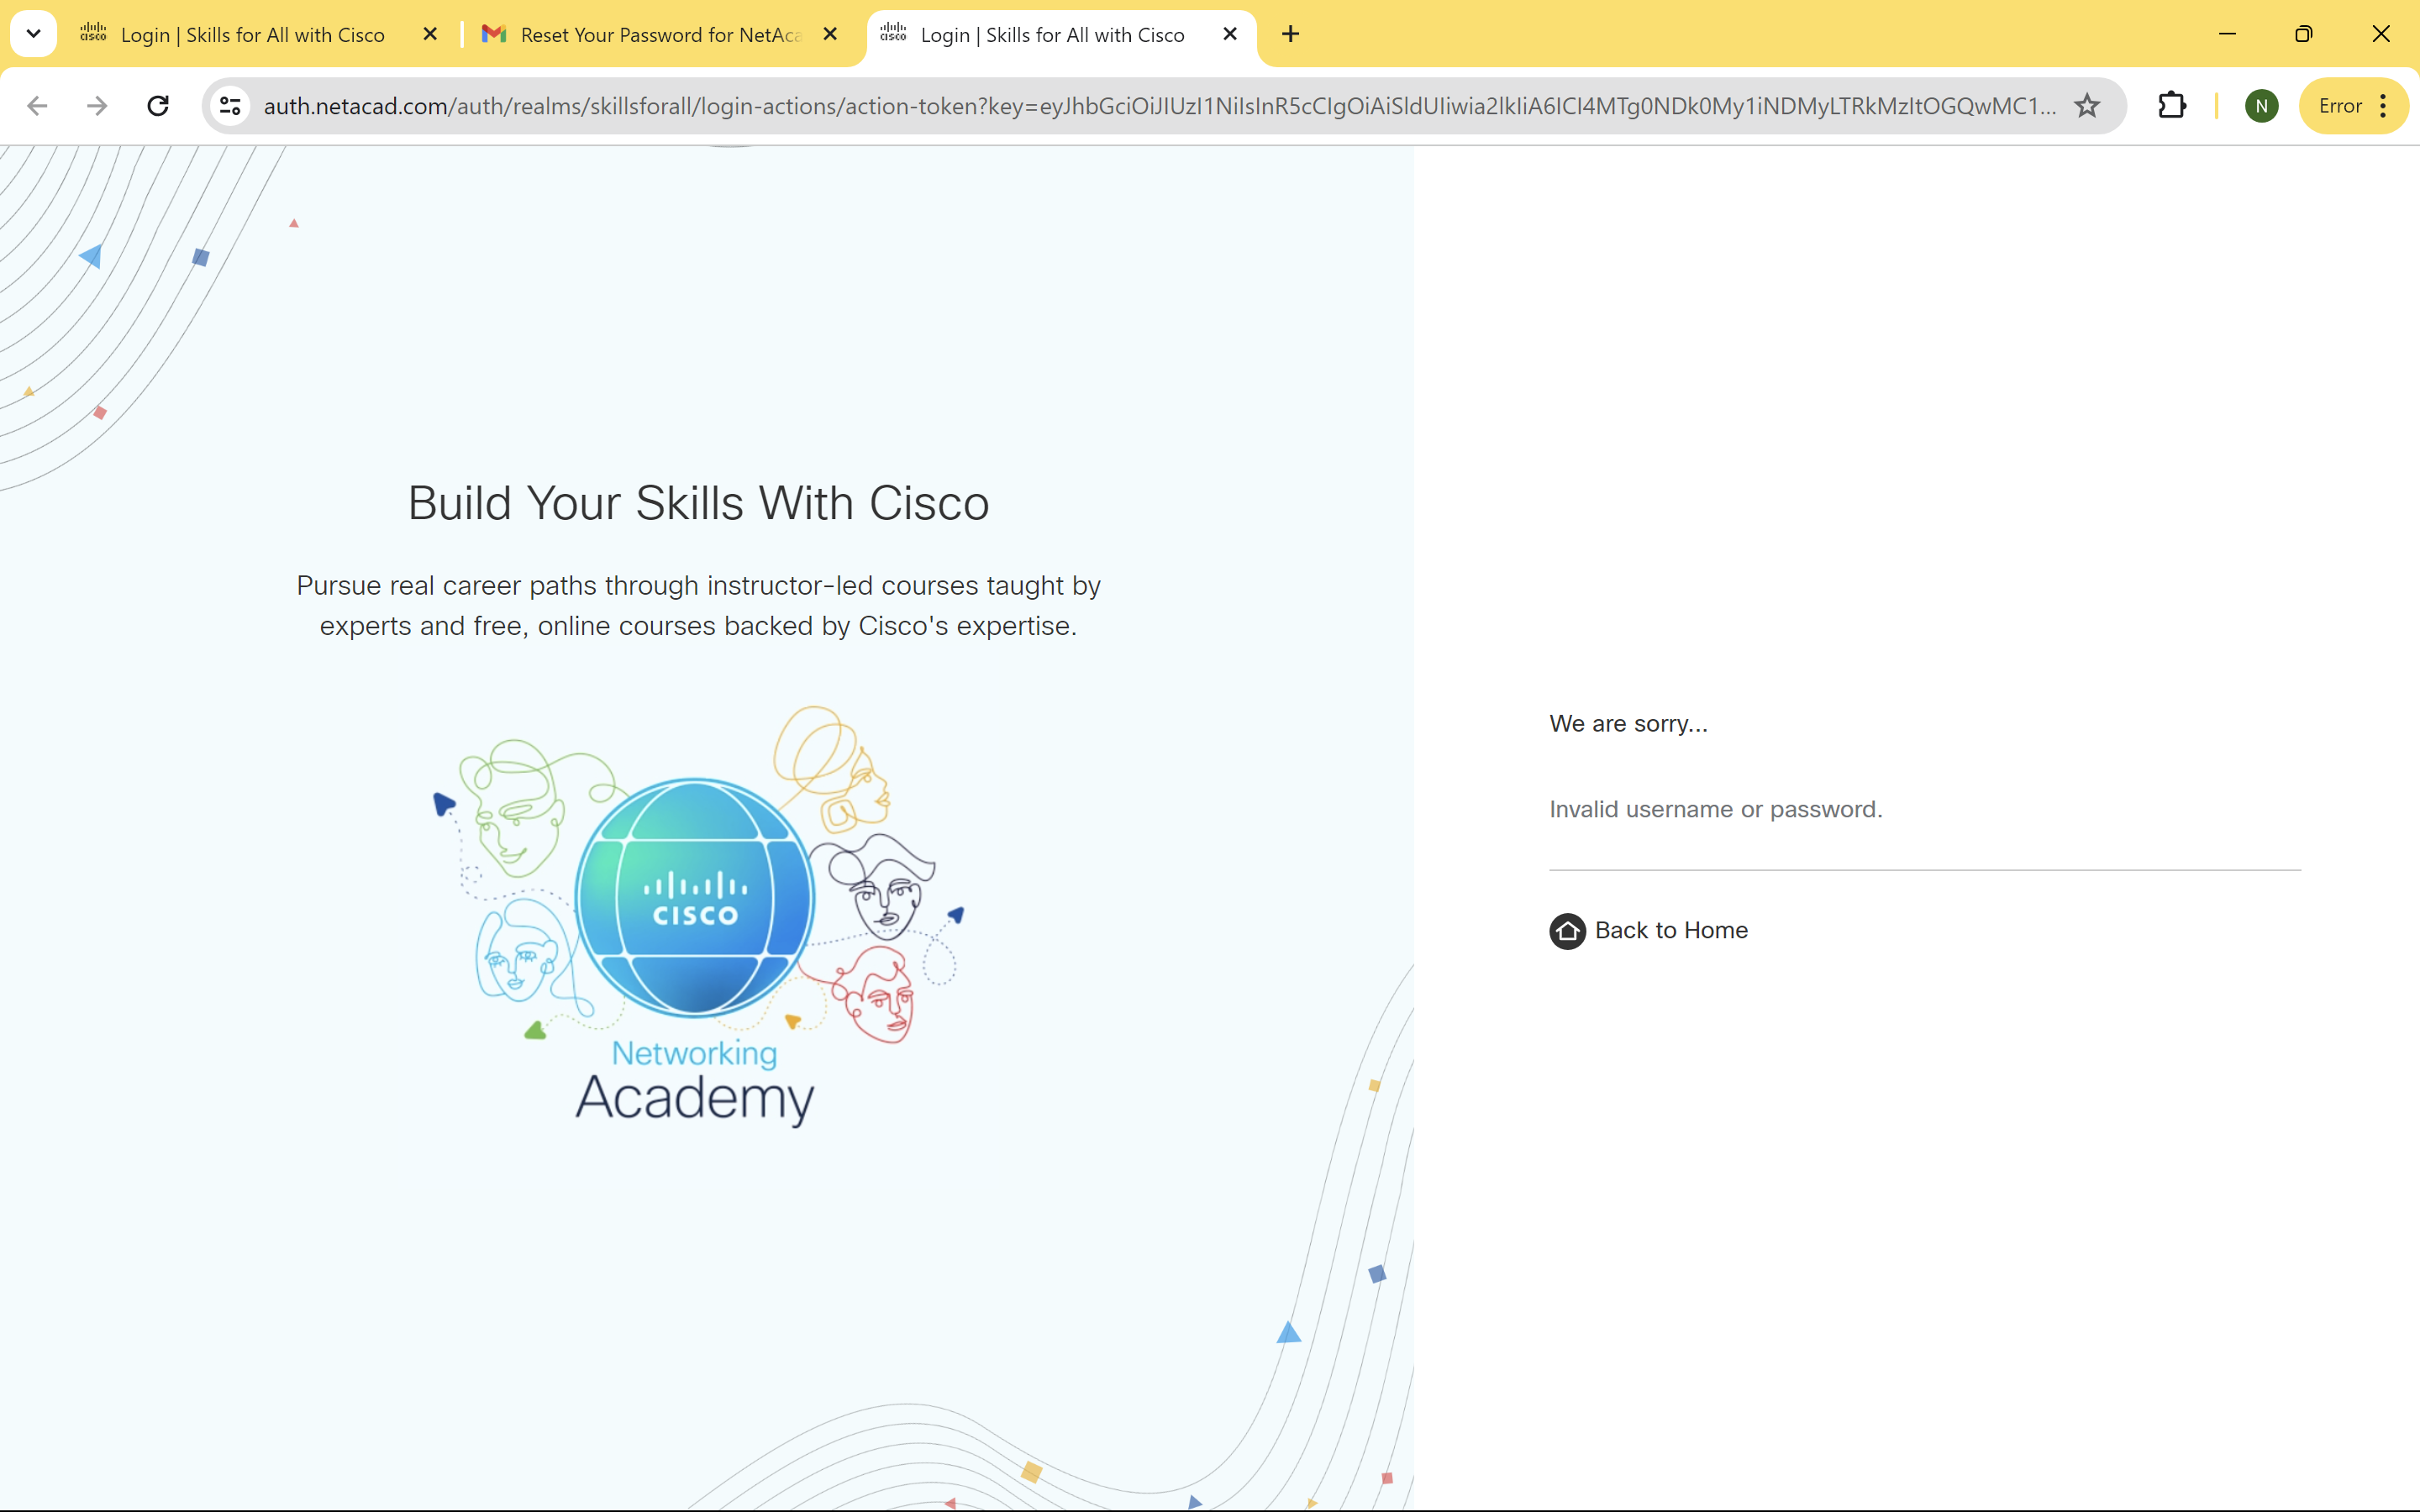 Login | Skills for All with Cisco
Reset Your Password for NetAca
Login | Skills for All with Cisco
auth.netacad.com/auth/realms/skillsforall/login-actions/action-token?key=eyJhbGciOiJIUzI1NiIsInR5cCIgOiAiSldUIiwia2lkIiA6ICI4MTg0NDk0My1iNDMyLTRkMzItOGQwMC1...
N
Error
Build Your Skills With Cisco
Pursue real career paths through instructor-led courses taught by
experts and free, online courses backed by Cisco's expertise.
CISCO
Networking
Academy
We are sorry...
Invalid username or password.
Back to Home